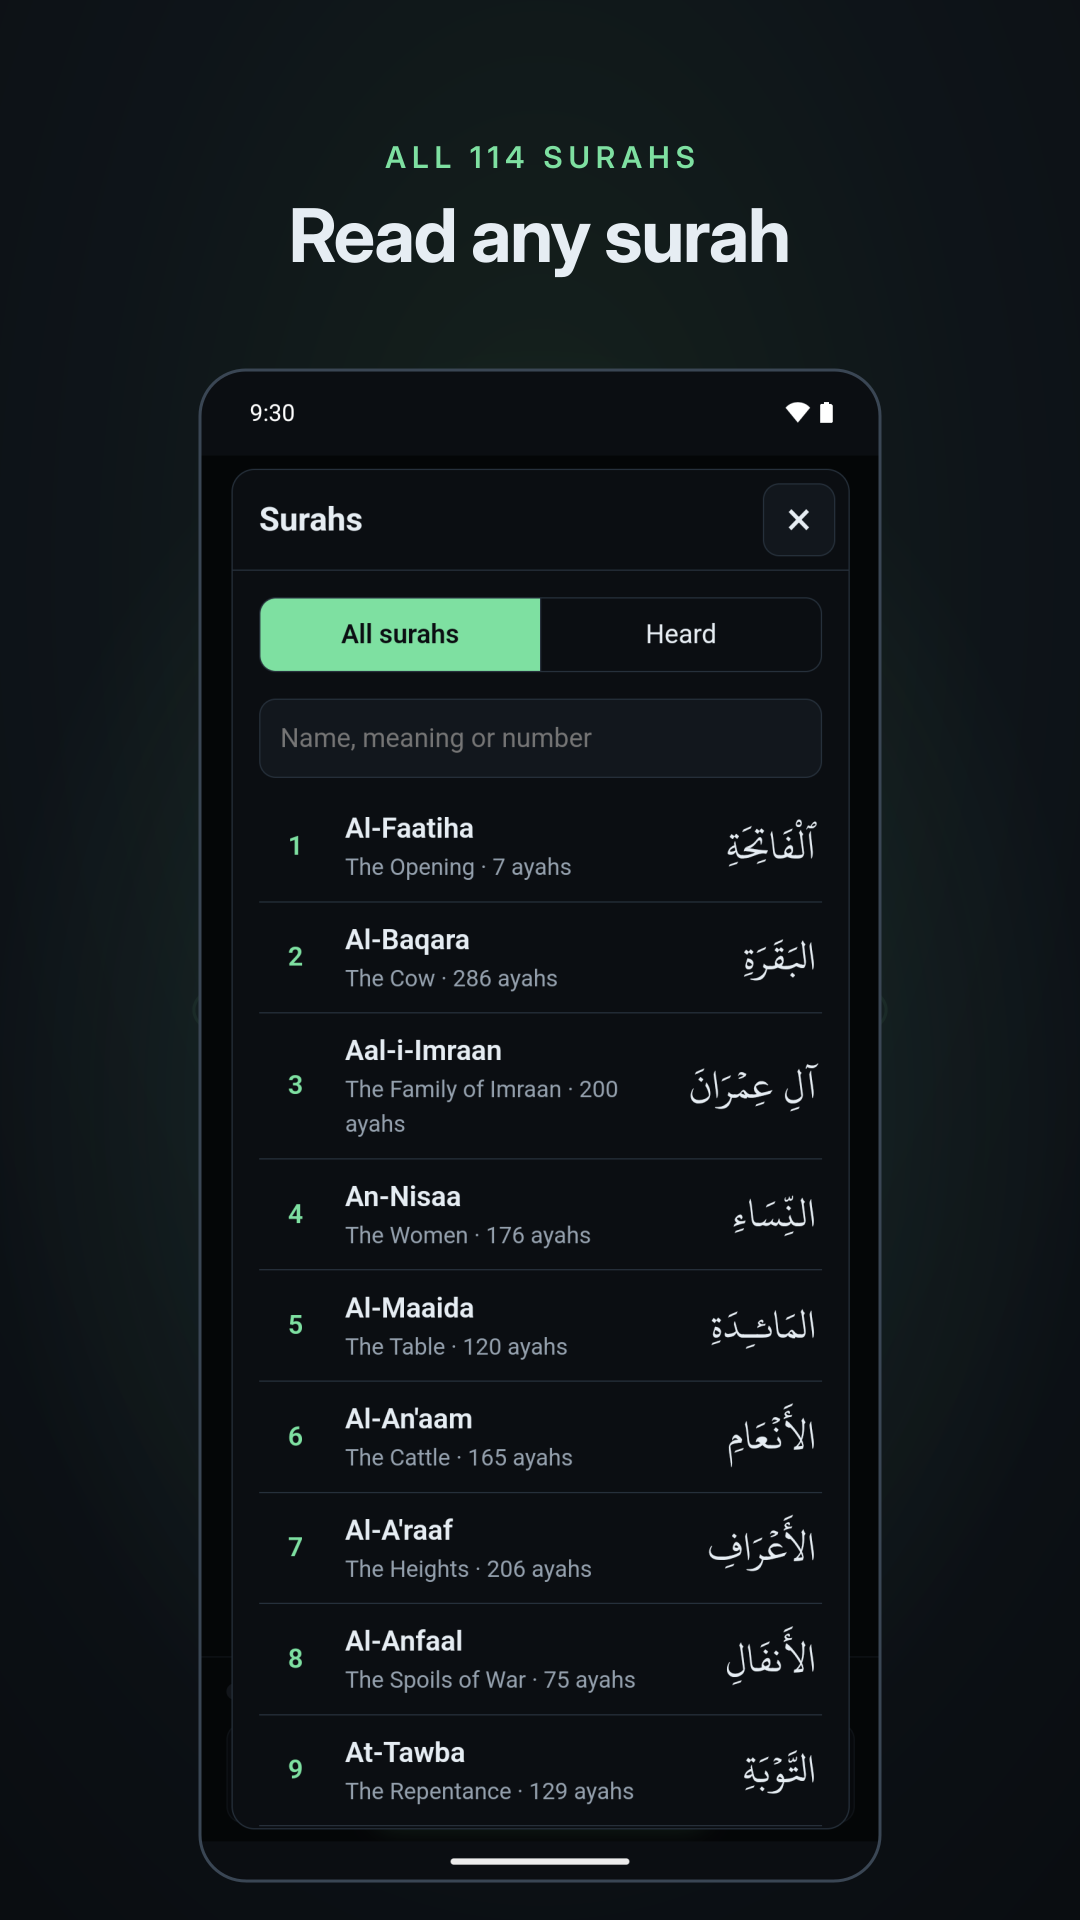 ALL 114 SURAHS
Read any surah
9:30
Surahs
All surahs
Heard
Name, meaning or number
1
Al-Faatiha
The Opening · 7 ayahs
ٱلْفَاتِحَةِ
2
Al-Baqara
The Cow · 286 ayahs
البَقَرَةِ
3
Aal-i-Imraan
The Family of Imraan · 200
ayahs
آلِ عِمۡرَانَ
4
An-Nisaa
The Women · 176 ayahs
النِّسَاءِ
5
Al-Maaida
The Table · 120 ayahs
المَائـِدَةِ
6
Al-An'aam
The Cattle · 165 ayahs
الأَنۡعَامِ
7
Al-A'raaf
The Heights · 206 ayahs
الأَعۡرَافِ
8
Al-Anfaal
The Spoils of War · 75 ayahs
الأَنفَالِ
9
At-Tawba
The Repentance · 129 ayahs
التَّوۡبَةِ